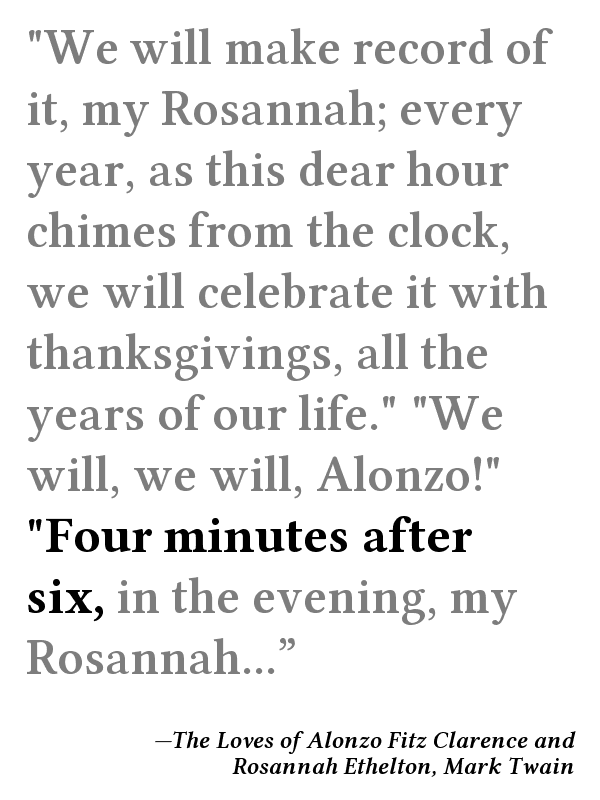 "We will make record of
it, my Rosannah; every
year, as this dear hour
chimes from the clock,
we will celebrate it with
thanksgivings, all the
years of our life." "We
will, we will, Alonzo!"
"Four minutes after
six, in the evening, my
Rosannah...”
—The Loves of Alonzo Fitz Clarence and
Rosannah Ethelton, Mark Twain